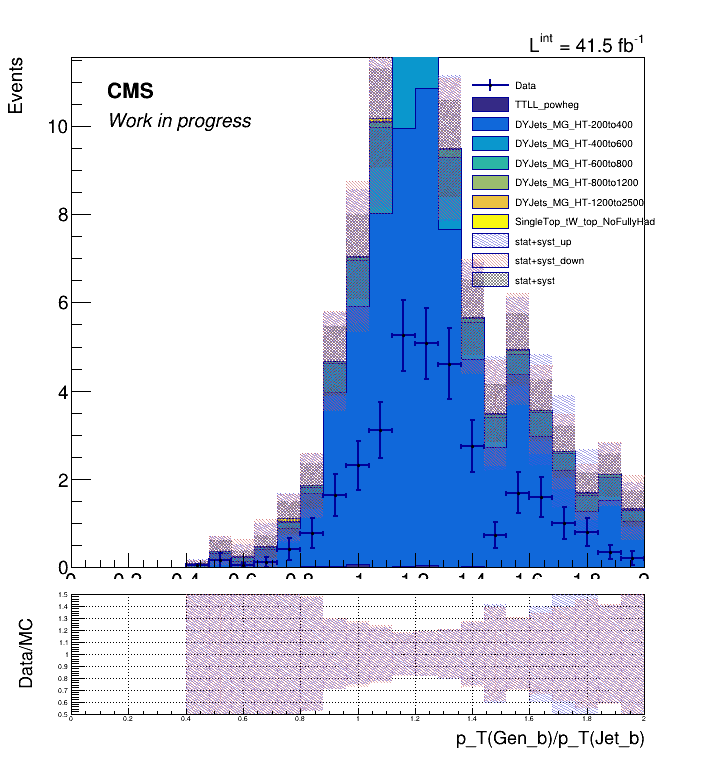 L^int = 41.5 fb^-1
Events
CMS
Work in progress
Data
TTLL_powheg
DYJets_MG_HT-200to400
DYJets_MG_HT-400to600
DYJets_MG_HT-600to800
DYJets_MG_HT-800to1200
DYJets_MG_HT-1200to2500
SingleTop_tW_top_NoFullyHad
stat+syst_up
stat+syst_down
stat+syst
10
8
6
4
2
0
0 0.2 0.4 0.6 0.8 1 1.2 1.4 1.6 1.8 2
Data/MC
1.5
1.4
1.3
1.2
1.1
1
0.9
0.8
0.7
0.6
0.5
0 0.2 0.4 0.6 0.8 1 1.2 1.4 1.6 1.8 2
p_T(Gen_b)/p_T(Jet_b)